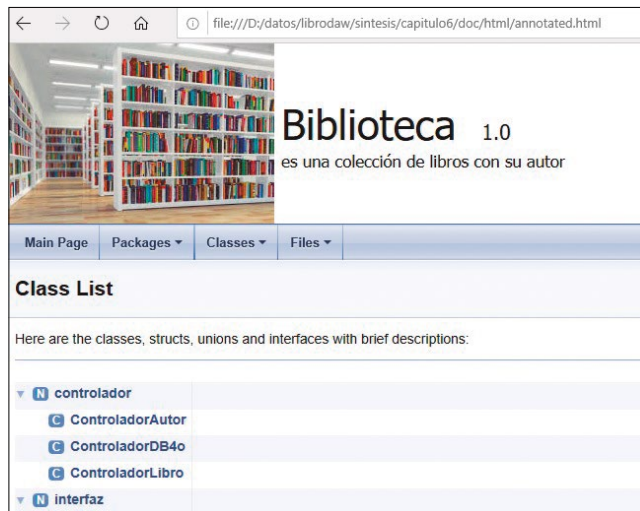 file:///D:/datos/librodaw/sintesis/capitulo6/doc/html/annotated.html
Biblioteca 1.0
es una colección de libros con su autor
Main Page Packages Classes Files
Class List
Here are the classes, structs, unions and interfaces with brief descriptions:
N controlador
C ControladorAutor
C ControladorDB4o
C ControladorLibro
N interfaz